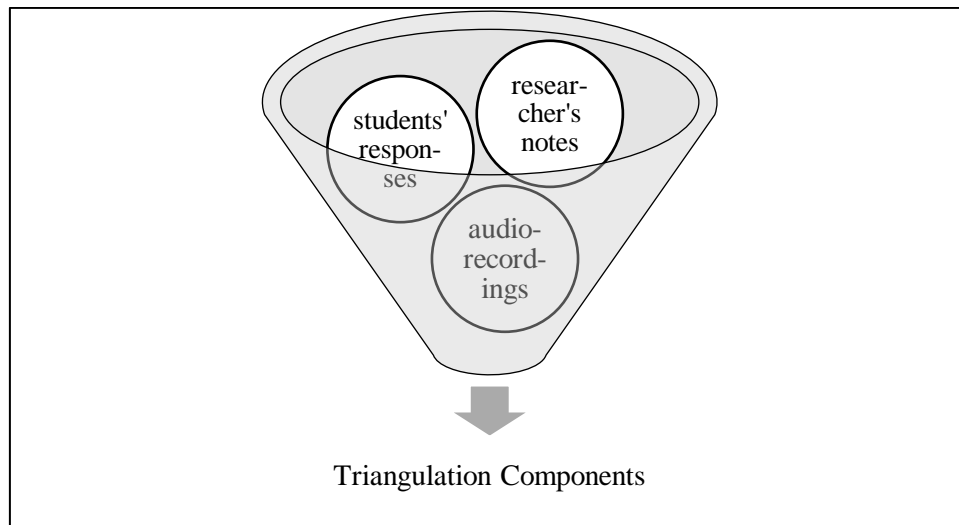 students'
respon-
ses
resear-
cher's
notes
audio-
record-
ings
Triangulation Components